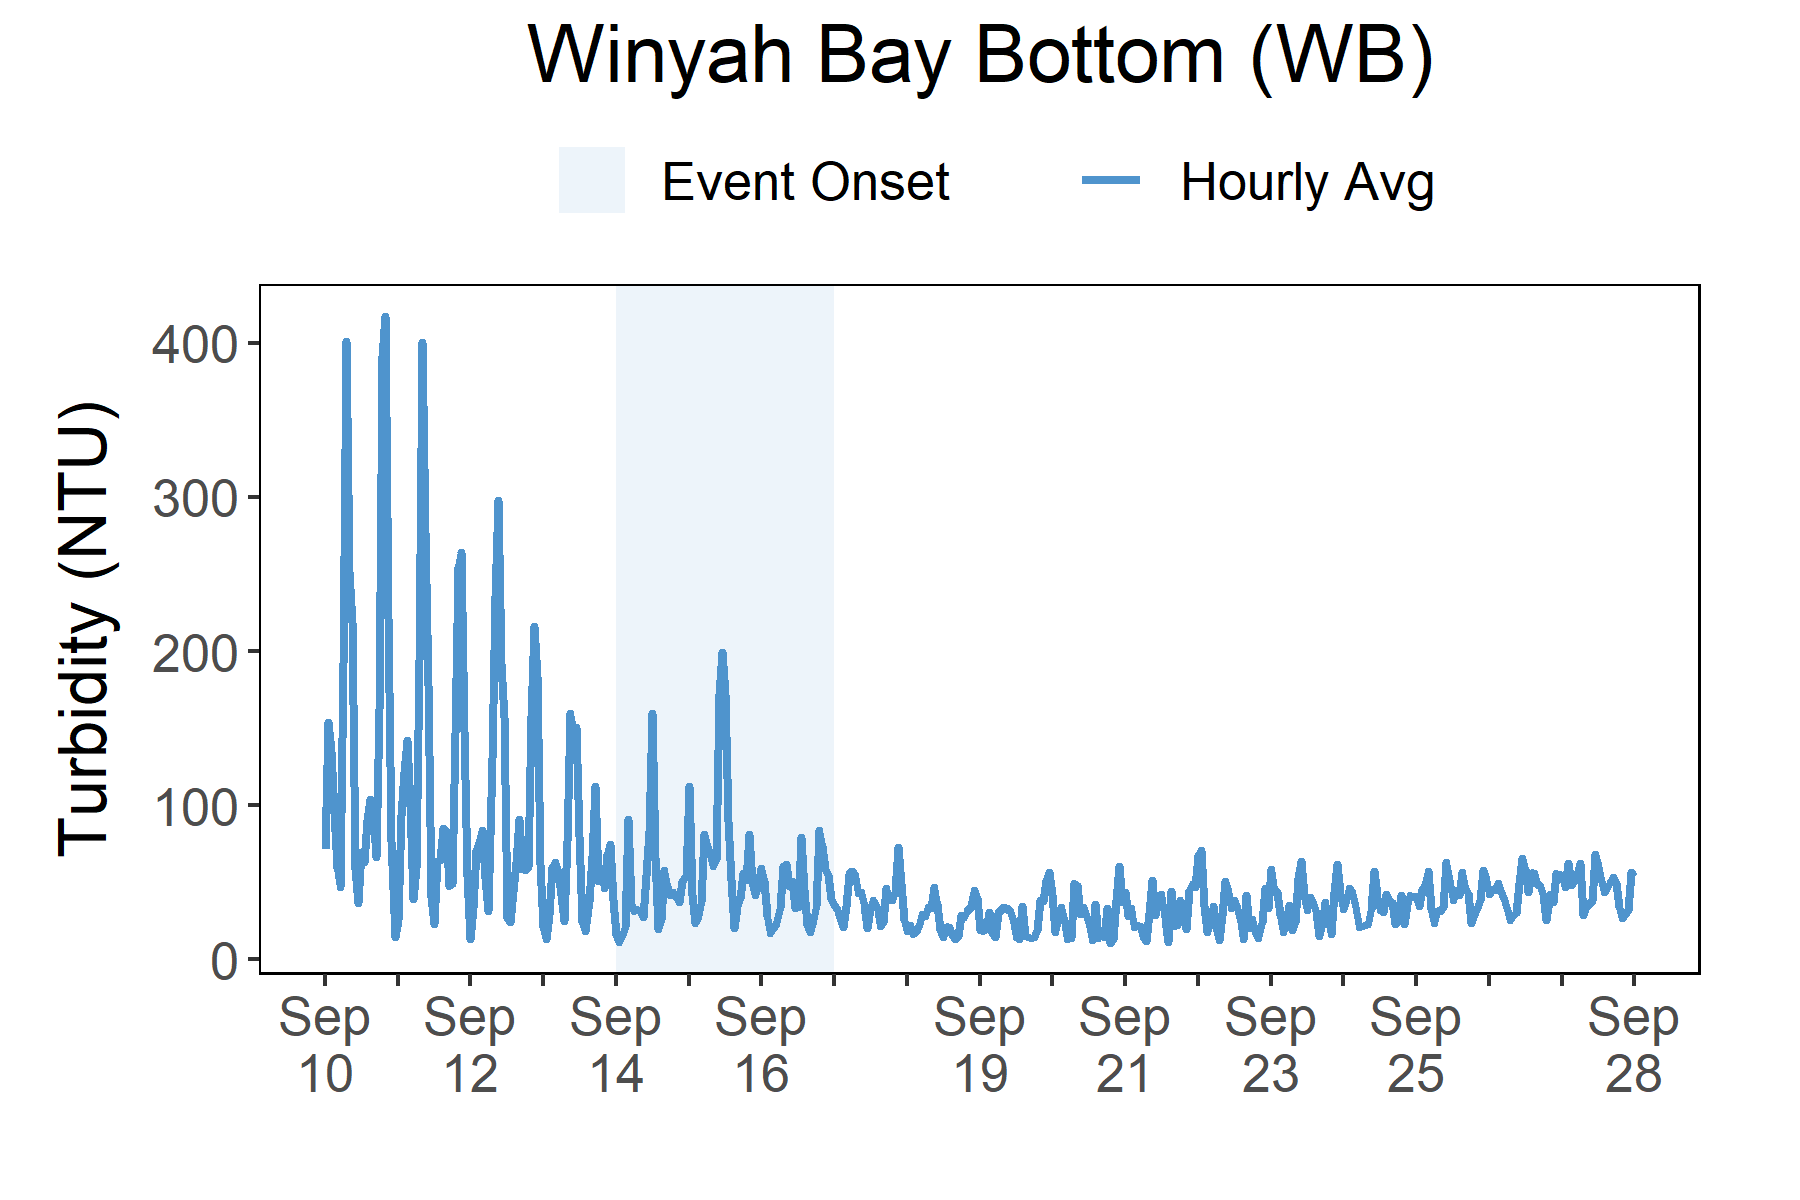 Winyah Bay Bottom (WB)
Event Onset
Hourly Avg
Turbidity (NTU)
400
300
200
100
0
Sep 10
Sep 12
Sep 14
Sep 16
Sep 19
Sep 21
Sep 23
Sep 25
Sep 28